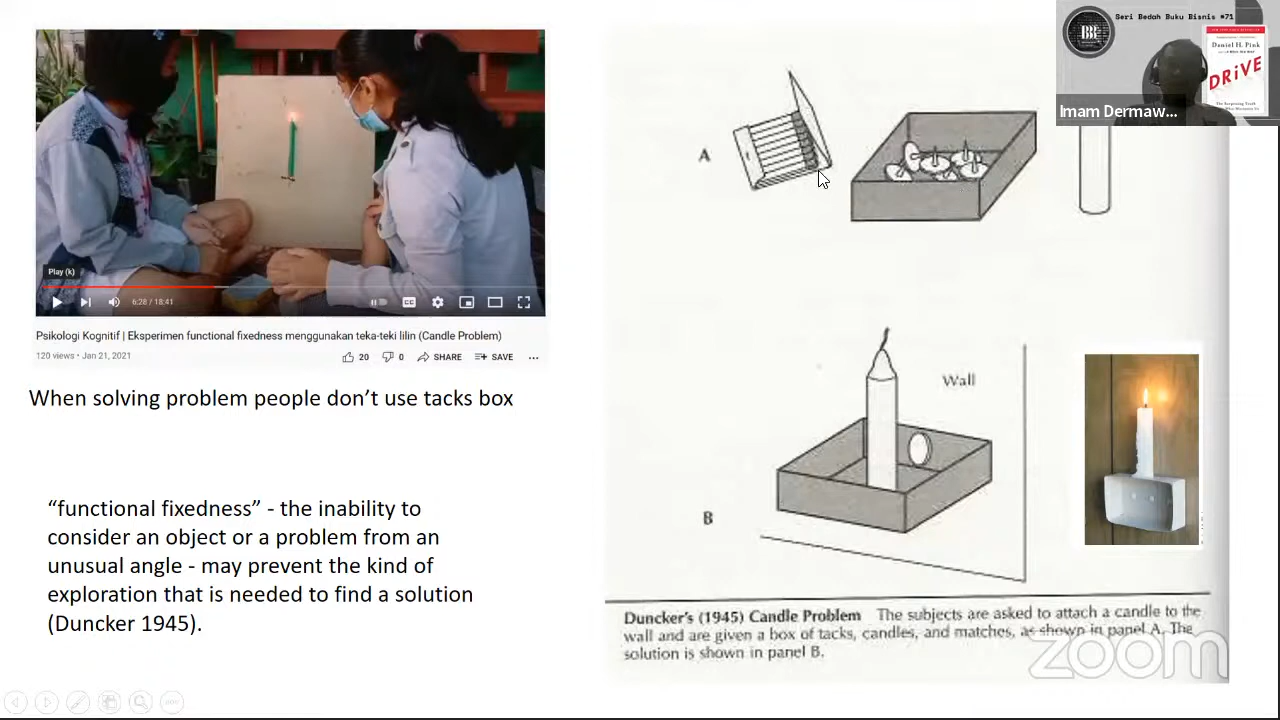 Seri Bedah Buku Bisnis #71
BBB
Daniel H. Pink
DRiVE
Imam Dermaw...
A
Play (k)
6:28 / 18:41
CC
Psikologi Kognitif | Eksperimen functional fixedness menggunakan teka-teki lilin (Candle Problem)
120 views • Jan 21, 2021
20
0
SHARE
SAVE
When solving problem people don’t use tacks box
Wall
“functional fixedness” - the inability to
consider an object or a problem from an
unusual angle - may prevent the kind of
exploration that is needed to find a solution
(Duncker 1945).
B
Duncker's (1945) Candle Problem The subjects are asked to attach a candle to the
wall and are given a box of tacks, candles, and matches, as shown in panel A. The
solution is shown in panel B.
zoom